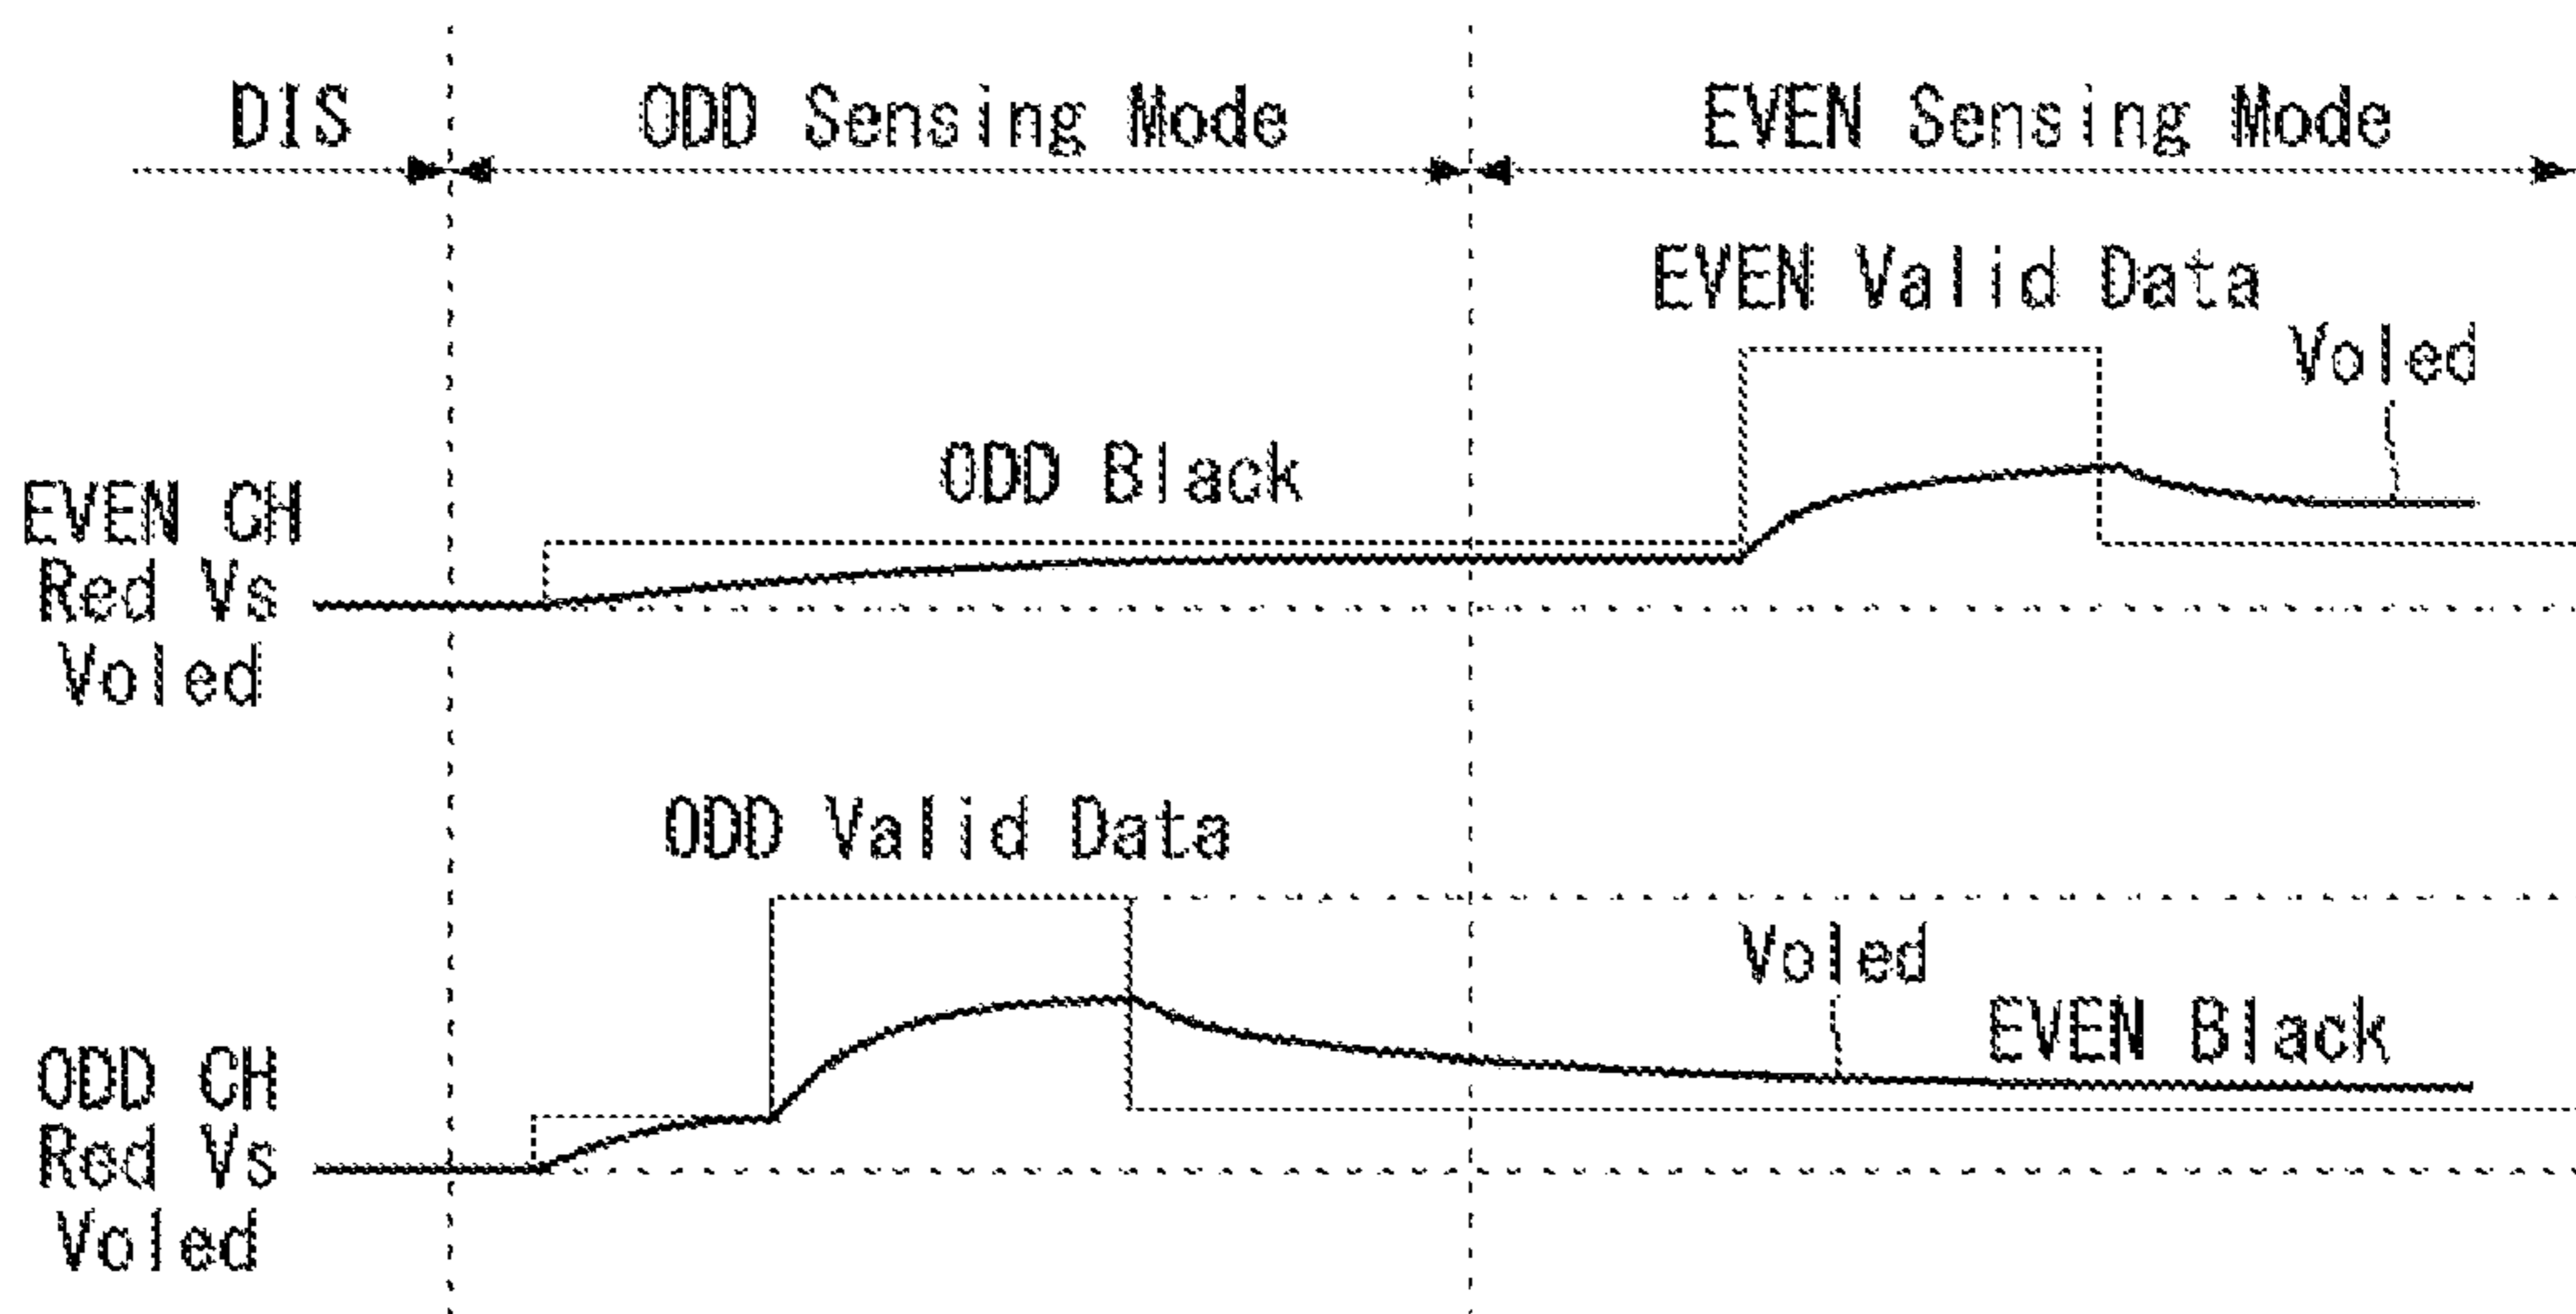 DIS
ODD Sensing Mode
EVEN Sensing Mode
EVEN Valid Data
Voled
ODD Black
EVEN CH
Red Vs
Voled
ODD Valid Data
Voled
EVEN Black
ODD CH
Red Vs
Voled